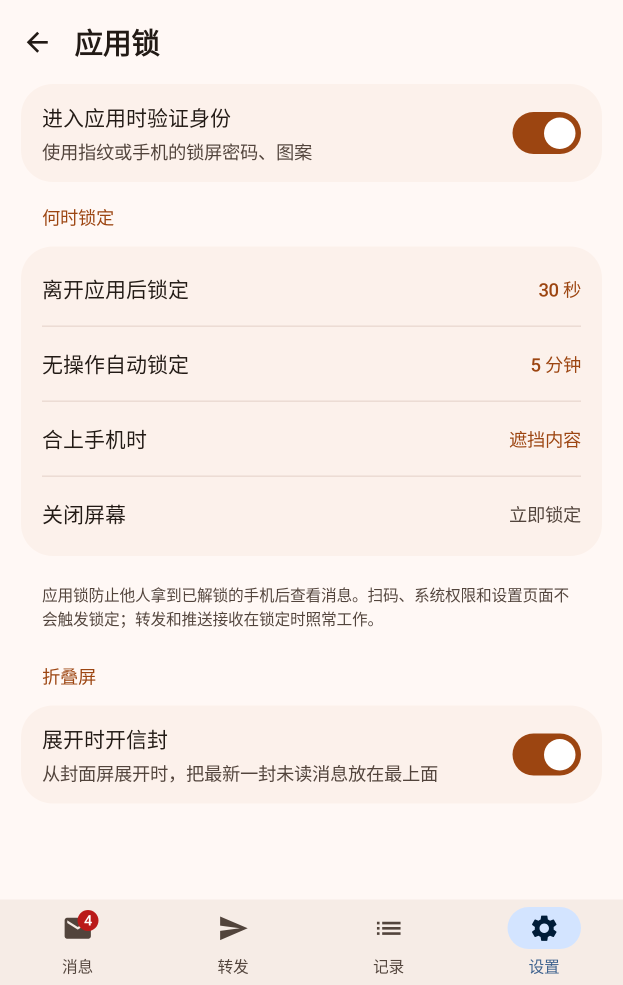 应用锁
进入应用时验证身份
使用指纹或手机的锁屏密码、图案
何时锁定
离开应用后锁定 30 秒
无操作自动锁定 5 分钟
合上手机时 遮挡内容
关闭屏幕 立即锁定
应用锁防止他人拿到已解锁的手机后查看消息。扫码、系统权限和设置页面不
会触发锁定；转发和推送接收在锁定时照常工作。
折叠屏
展开时开信封
从封面屏展开时，把最新一封未读消息放在最上面
4
消息 转发 记录 设置